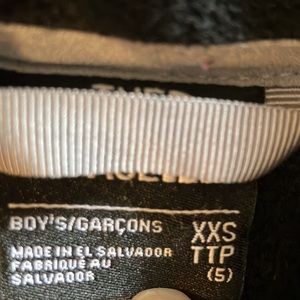 BOY'S/GARÇONS
XXS
TTP
(5)
MADE IN EL SALVADOR
FABRIQUÉ AU
SALVADOR